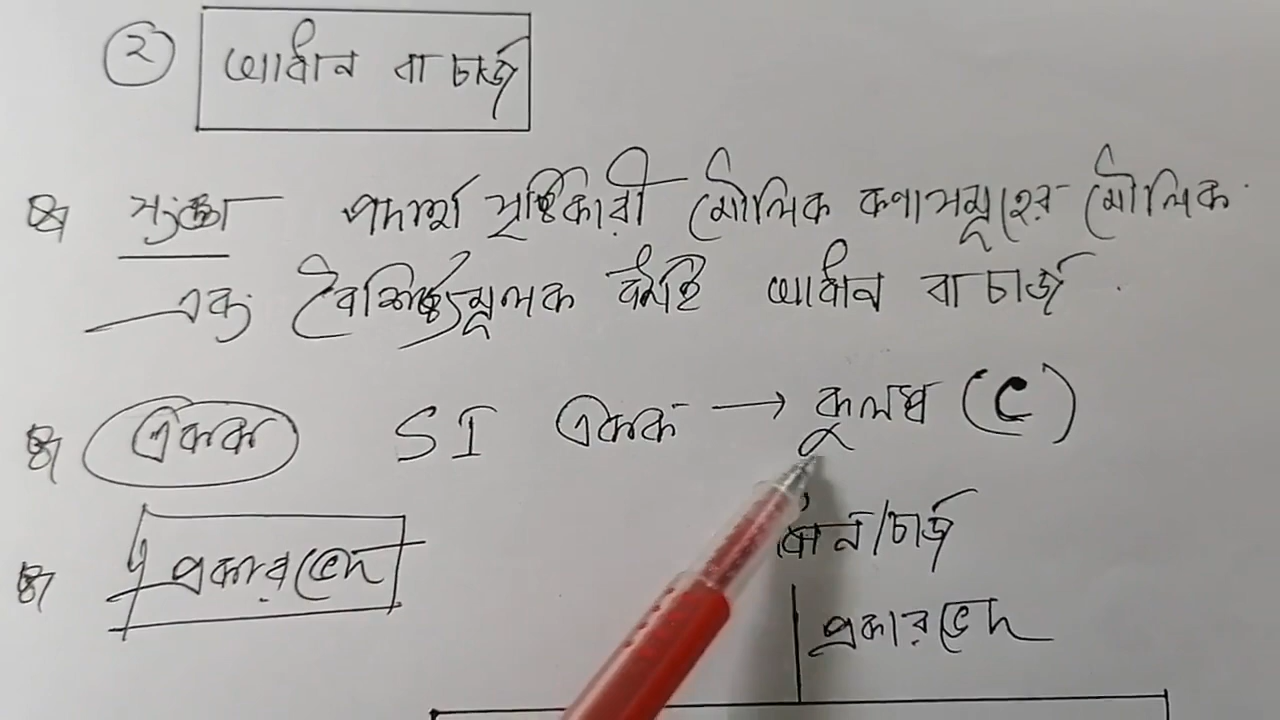 ২ আধান বা চার্জ
সংজ্ঞা পদার্থ সৃষ্টিকারী মৌলিক কণাসমূহের মৌলিক
এক বৈশিষ্ট্যমূলক ধর্মই আধান বা চার্জ
একক SI একক → কুলম্ব (C)
আধান/চার্জ
প্রকারভেদ
প্রকারভেদ